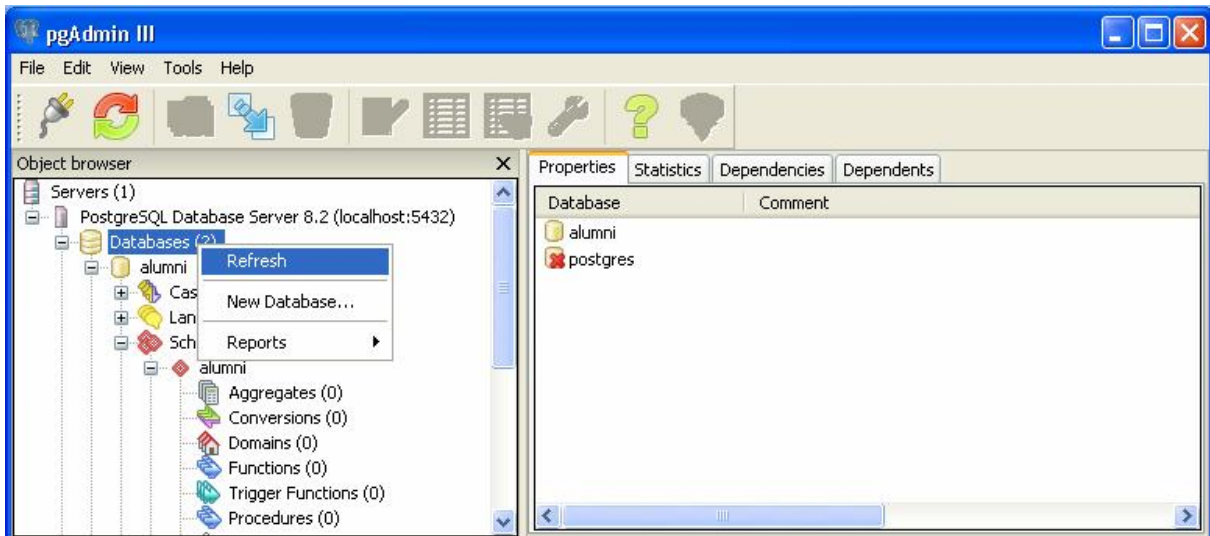 pgAdmin III
File Edit View Tools Help
Object browser
Servers (1)
PostgreSQL Database Server 8.2 (localhost:5432)
Databases (2)
alumni
Cas
Lan
Sch
alumni
Aggregates (0)
Conversions (0)
Domains (0)
Functions (0)
Trigger Functions (0)
Procedures (0)
Refresh
New Database...
Reports
Properties Statistics Dependencies Dependents
Database Comment
alumni
postgres